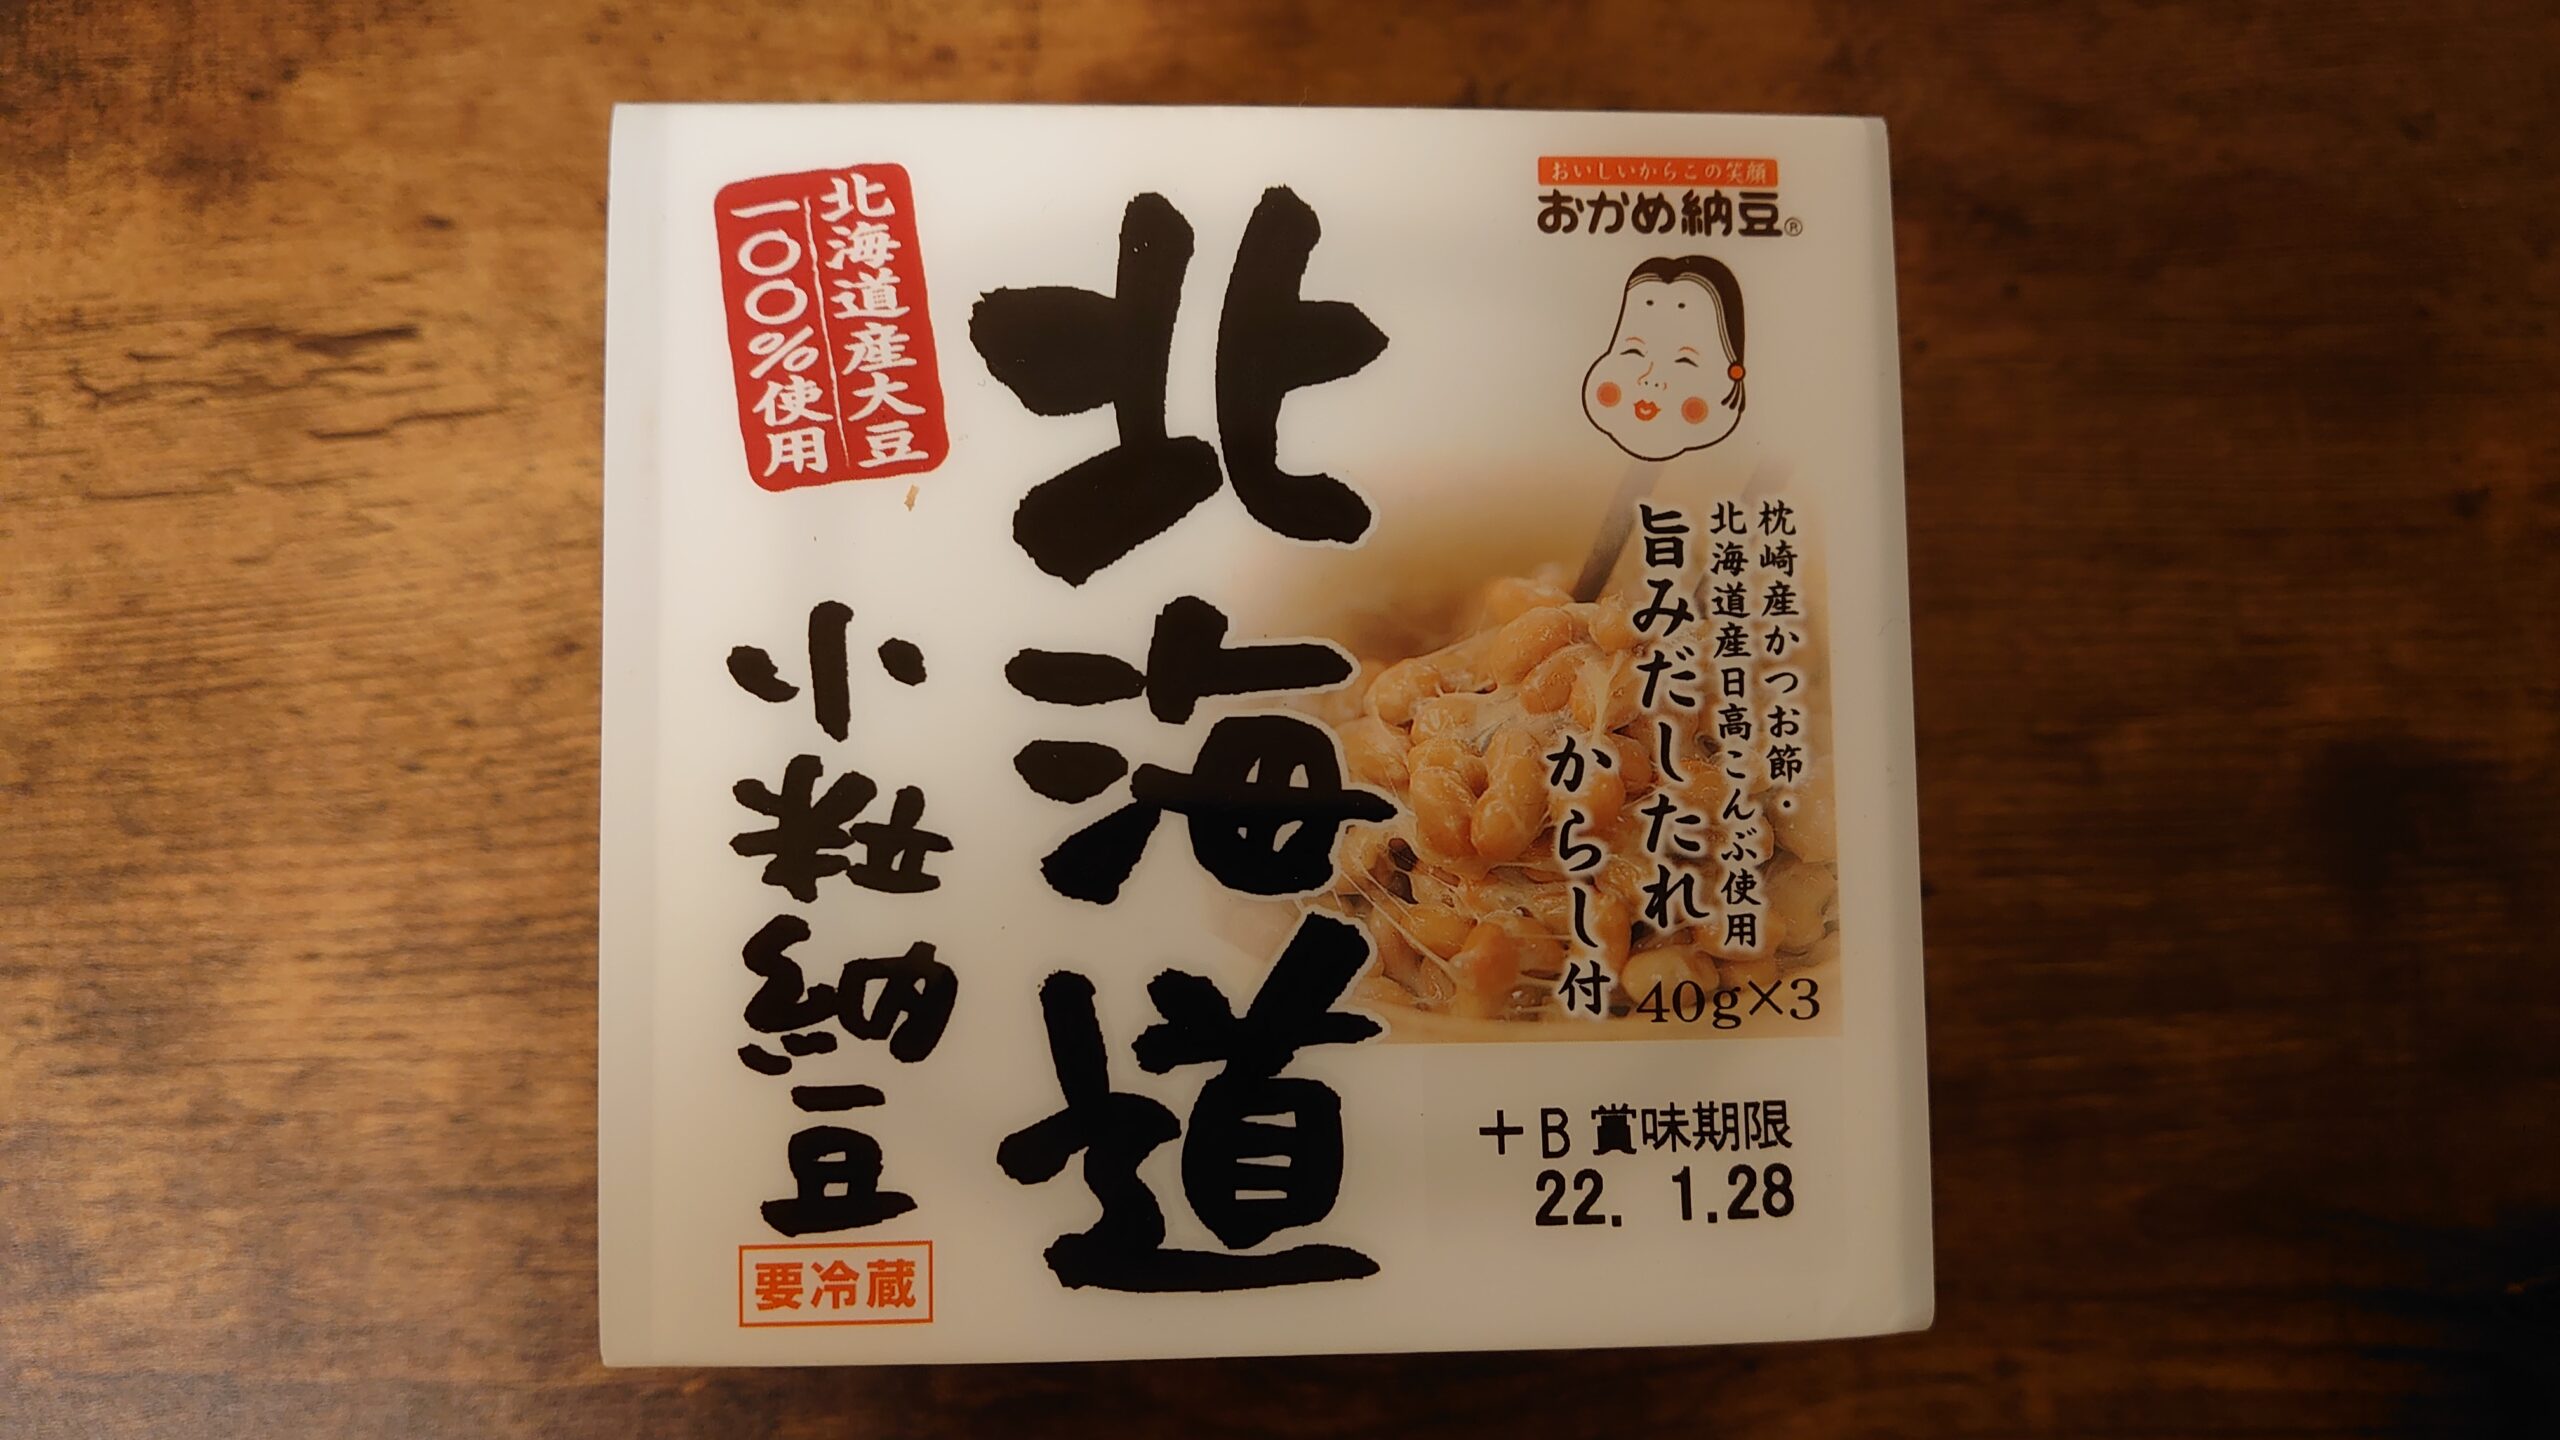 おいしいからこの笑顔
おかめ納豆®
枕崎産かつお節・
北海道産日高こんぶ使用
旨みだしたれ
からし付
40g×3
北海道
小粒納豆
北海道産大豆
一〇〇%使用
+B 賞味期限
22. 1.28
要冷蔵